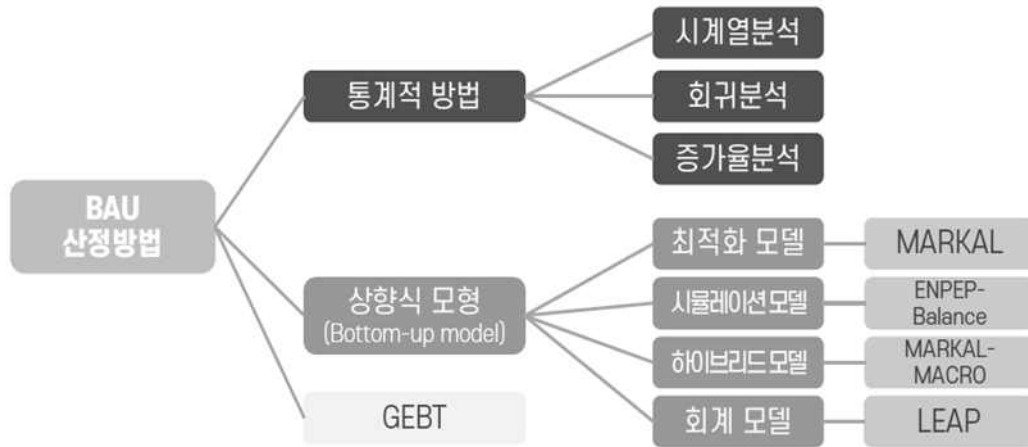 BAU
산정방법
통계적 방법
시계열분석
회귀분석
증가율분석
상향식 모형
(Bottom-up model)
최적화 모델
MARKAL
시뮬레이션 모델
ENPEP-
Balance
하이브리드 모델
MARKAL-
MACRO
회계 모델
LEAP
GEBT